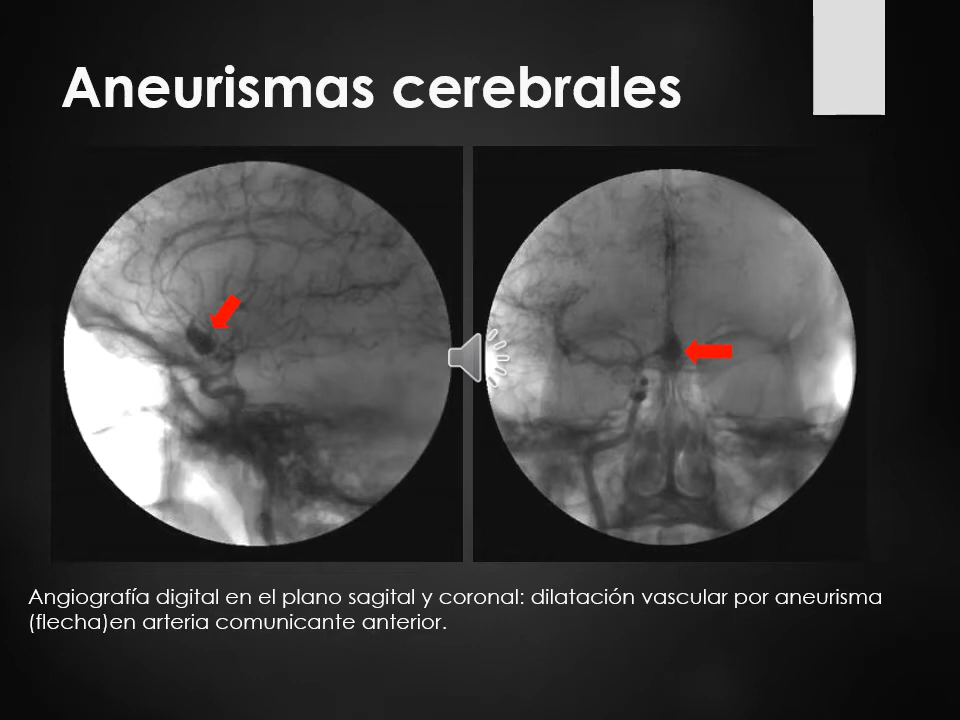 Aneurismas cerebrales
Angiografía digital en el plano sagital y coronal: dilatación vascular por aneurisma
(flecha)en arteria comunicante anterior.